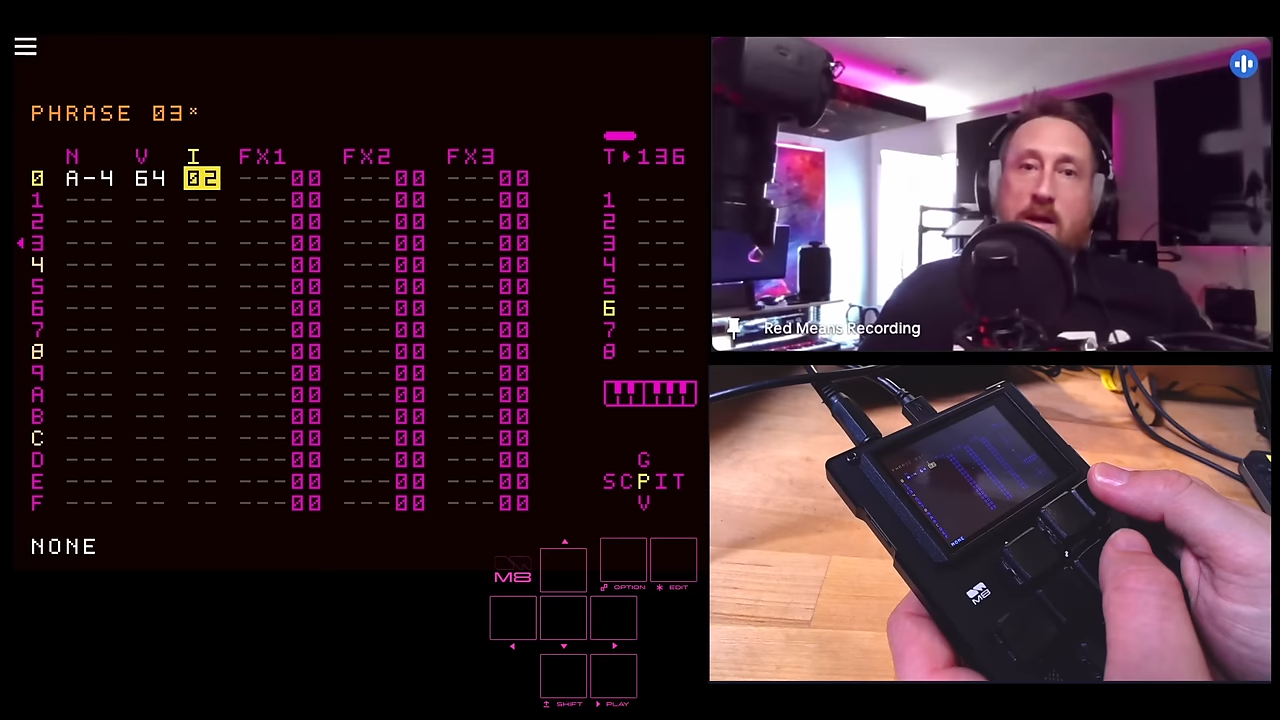 PHRASE 03*
N V I FX1 FX2 FX3 T▸136
0 A-4 64 02 ---00 ---00 ---00
1 --- -- -- ---00 ---00 ---00 1 ---
2 --- -- -- ---00 ---00 ---00 2 ---
3 --- -- -- ---00 ---00 ---00 3 ---
4 --- -- -- ---00 ---00 ---00 4 ---
5 --- -- -- ---00 ---00 ---00 5 ---
6 --- -- -- ---00 ---00 ---00 6 ---
7 --- -- -- ---00 ---00 ---00 7 ---
8 --- -- -- ---00 ---00 ---00 8 ---
9 --- -- -- ---00 ---00 ---00
A --- -- -- ---00 ---00 ---00
B --- -- -- ---00 ---00 ---00
C --- -- -- ---00 ---00 ---00
D --- -- -- ---00 ---00 ---00 G
E --- -- -- ---00 ---00 ---00 SCPIT
F --- -- -- ---00 ---00 ---00 V
NONE
M8
OPTION
EDIT
SHIFT
PLAY
Red Means Recording
M8